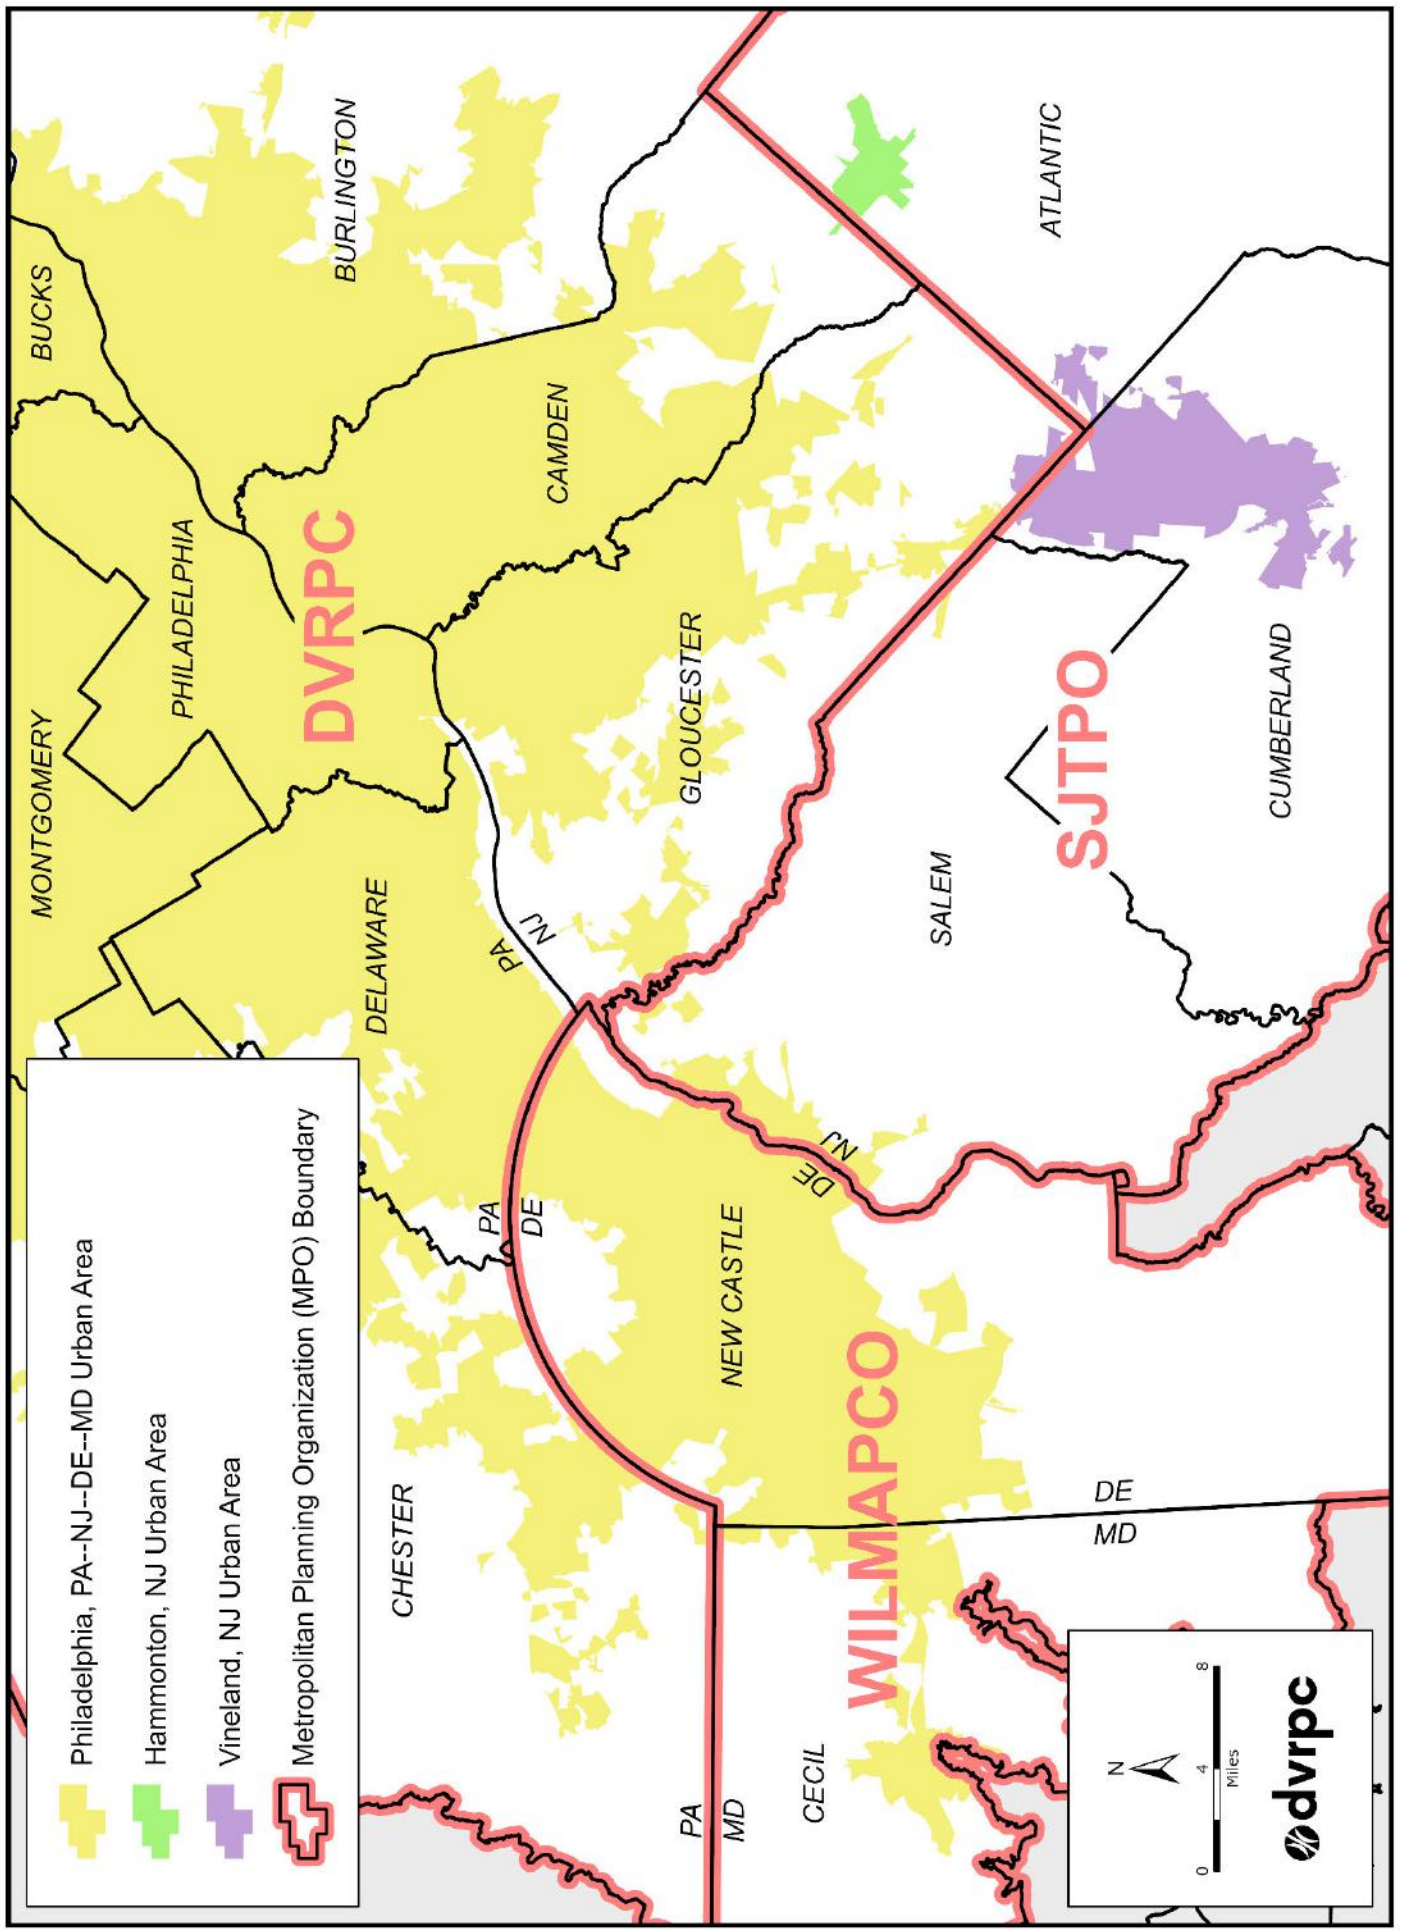 MONTGOMERY
BUCKS
PHILADELPHIA
BURLINGTON
DVRPC
DELAWARE
CHESTER
CAMDEN
PA
NJ
PA
DE
GLOUCESTER
NEW CASTLE
PA
MD
DE
NJ
CECIL
WILMAPCO
SALEM
ATLANTIC
SJTPO
DE
MD
CUMBERLAND
Philadelphia, PA--NJ--DE--MD Urban Area
Hammonton, NJ Urban Area
Vineland, NJ Urban Area
Metropolitan Planning Organization (MPO) Boundary
N
0 4 8
Miles
dvrpc